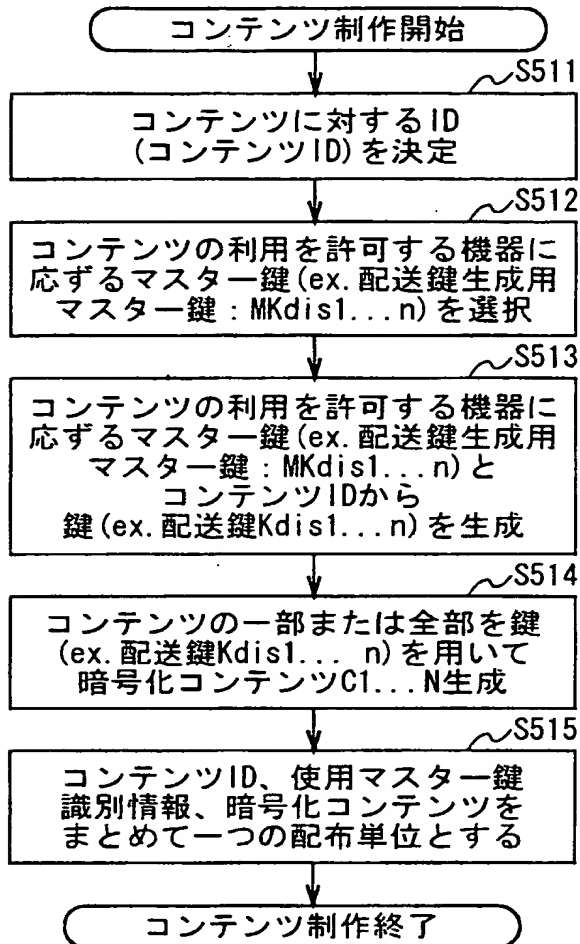 コンテンツ制作開始
S511
コンテンツに対するID
(コンテンツID)を決定
S512
コンテンツの利用を許可する機器に
応ずるマスター鍵(ex.配送鍵生成用
マスター鍵:MKdis1...n)を選択
S513
コンテンツの利用を許可する機器に
応ずるマスター鍵(ex.配送鍵生成用
マスター鍵:MKdis1...n)と
コンテンツIDから
鍵(ex.配送鍵Kdis1...n)を生成
S514
コンテンツの一部または全部を鍵
(ex.配送鍵Kdis1... n)を用いて
暗号化コンテンツC1...N生成
S515
コンテンツID、使用マスター鍵
識別情報、暗号化コンテンツを
まとめて一つの配布単位とする
コンテンツ制作終了